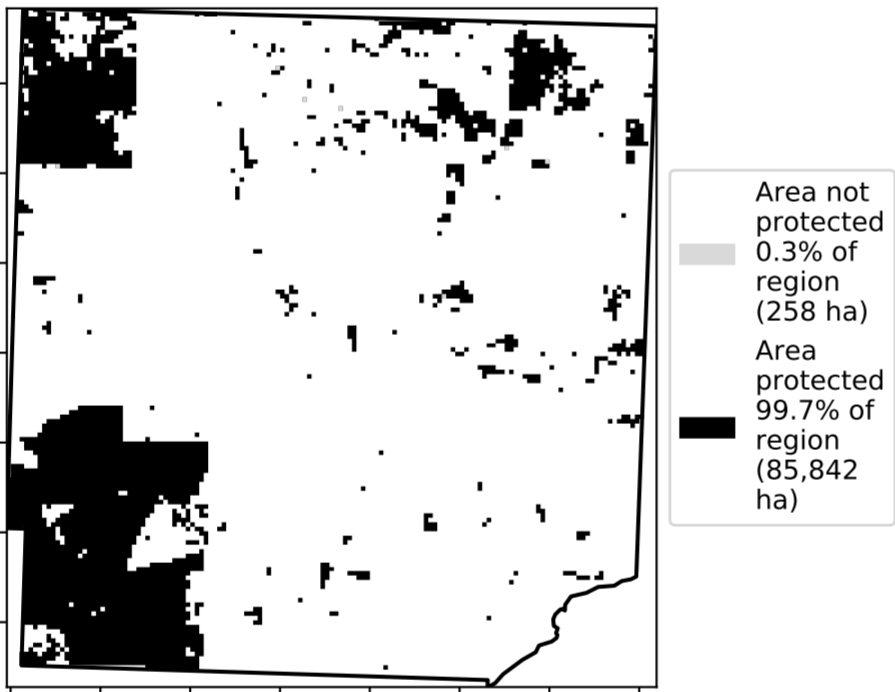 Area not
protected
0.3% of
region
(258 ha)
Area
protected
99.7% of
region
(85,842
ha)